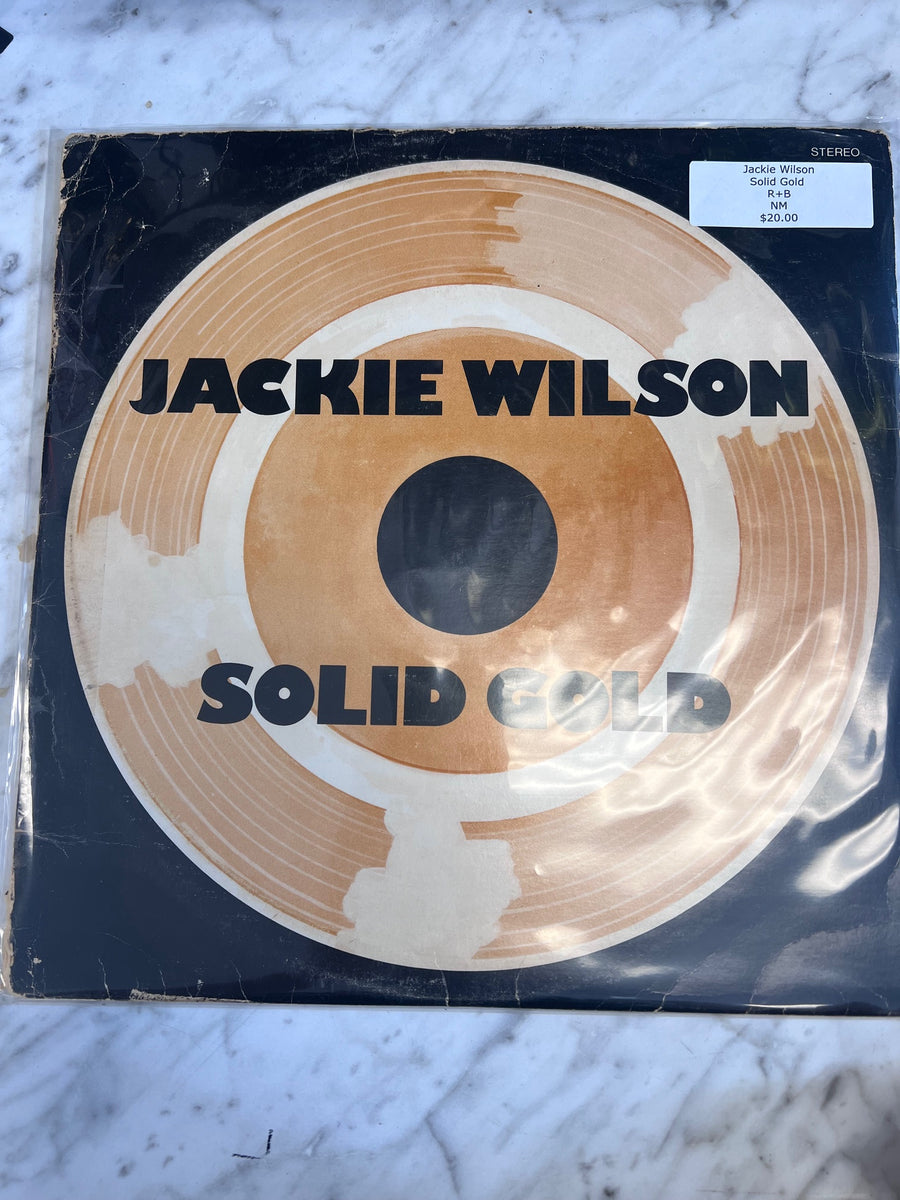 STEREO
Jackie Wilson
Solid Gold
R+B
NM
$20.00
JACKIE WILSON
SOLID GOLD